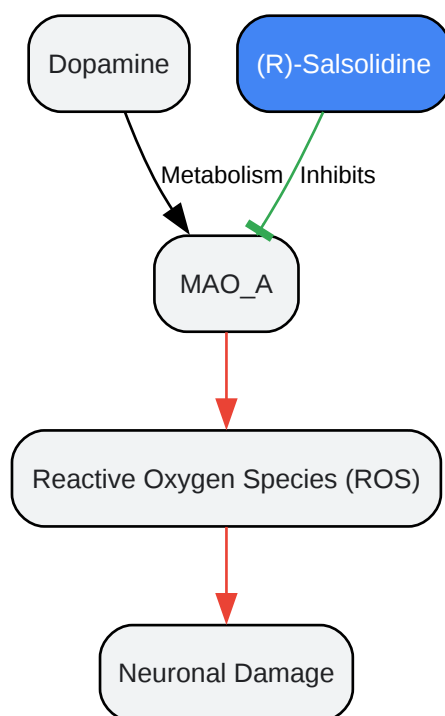 Dopamine
(R)-Salsolidine
Metabolism
Inhibits
MAO_A
Reactive Oxygen Species (ROS)
Neuronal Damage